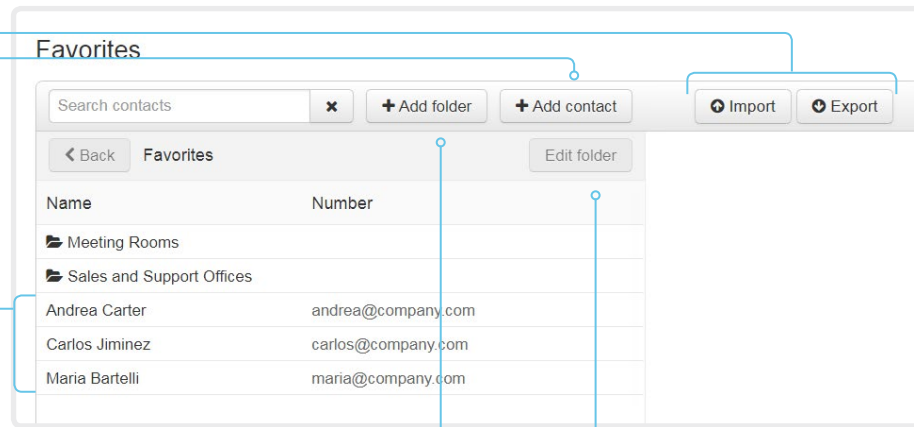 Favorites
Search contacts Add folder Add contact Import Export
Back Favorites Edit folder
Name Number
Meeting Rooms
Sales and Support Offices
Andrea Carter andrea@company.com
Carlos Jiminez carlos@company.com
Maria Bartelli maria@company.com